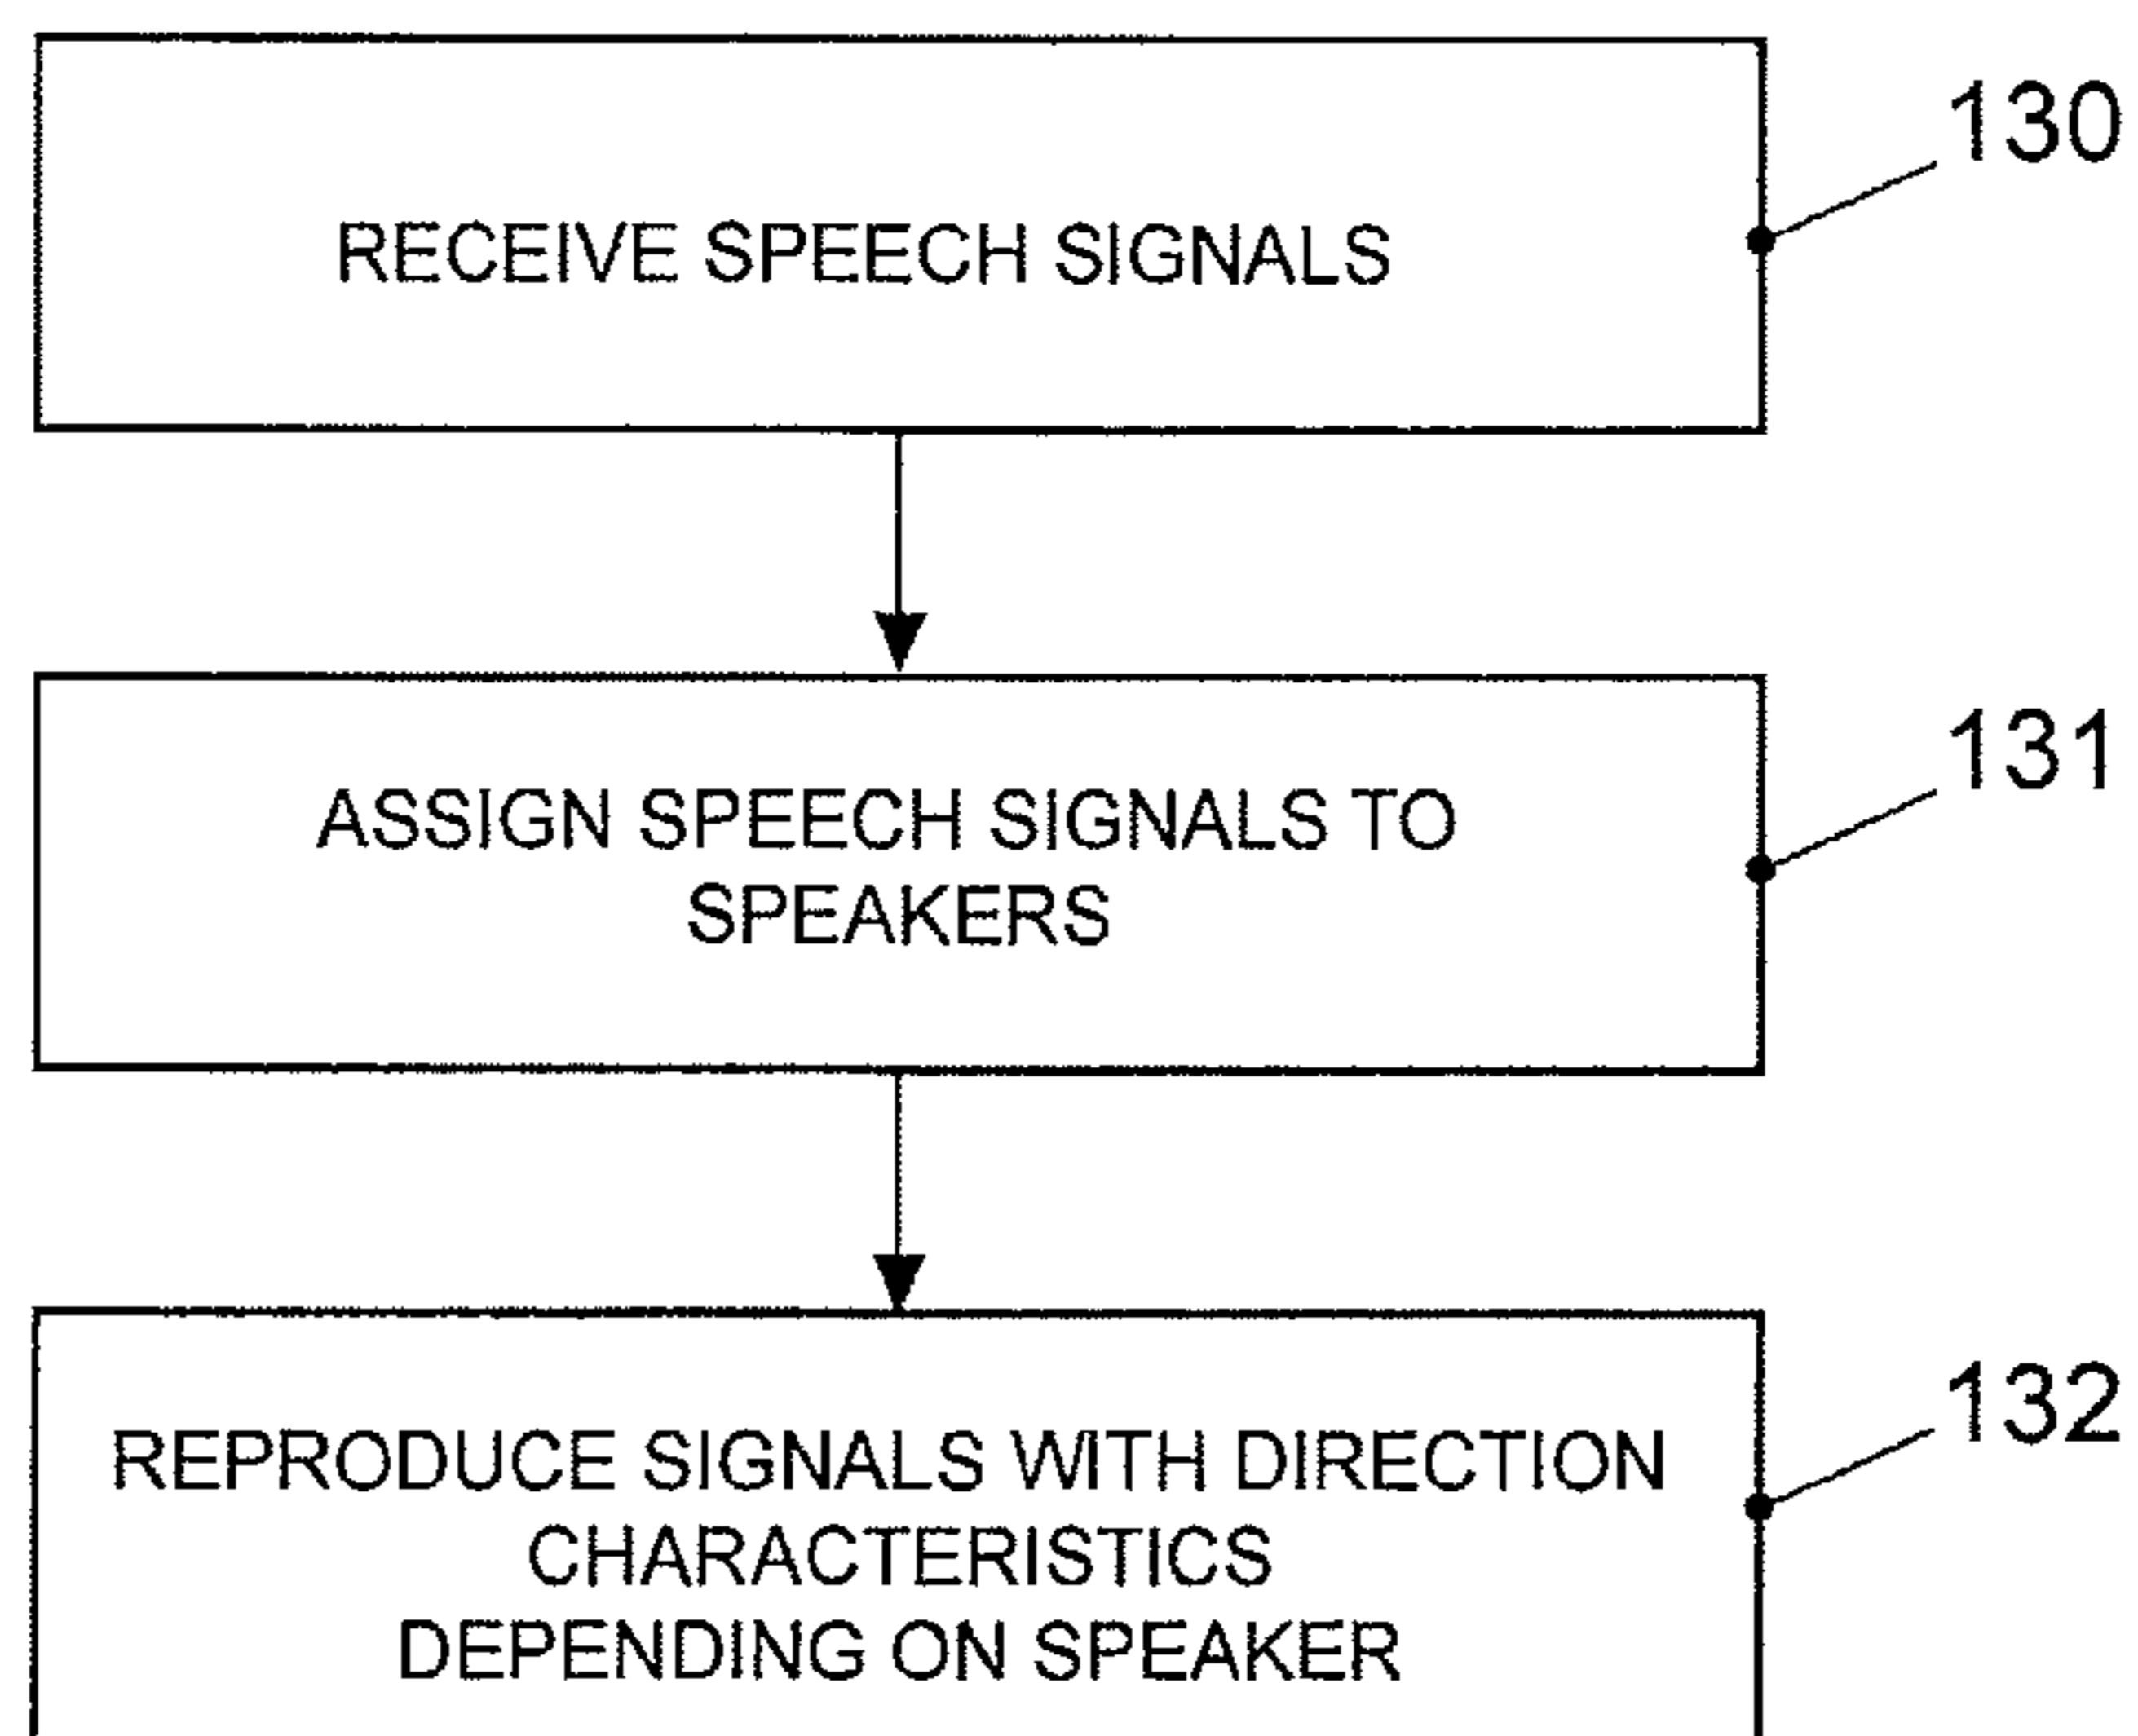 130
RECEIVE SPEECH SIGNALS
131
ASSIGN SPEECH SIGNALS TO
SPEAKERS
132
REPRODUCE SIGNALS WITH DIRECTION
CHARACTERISTICS
DEPENDING ON SPEAKER